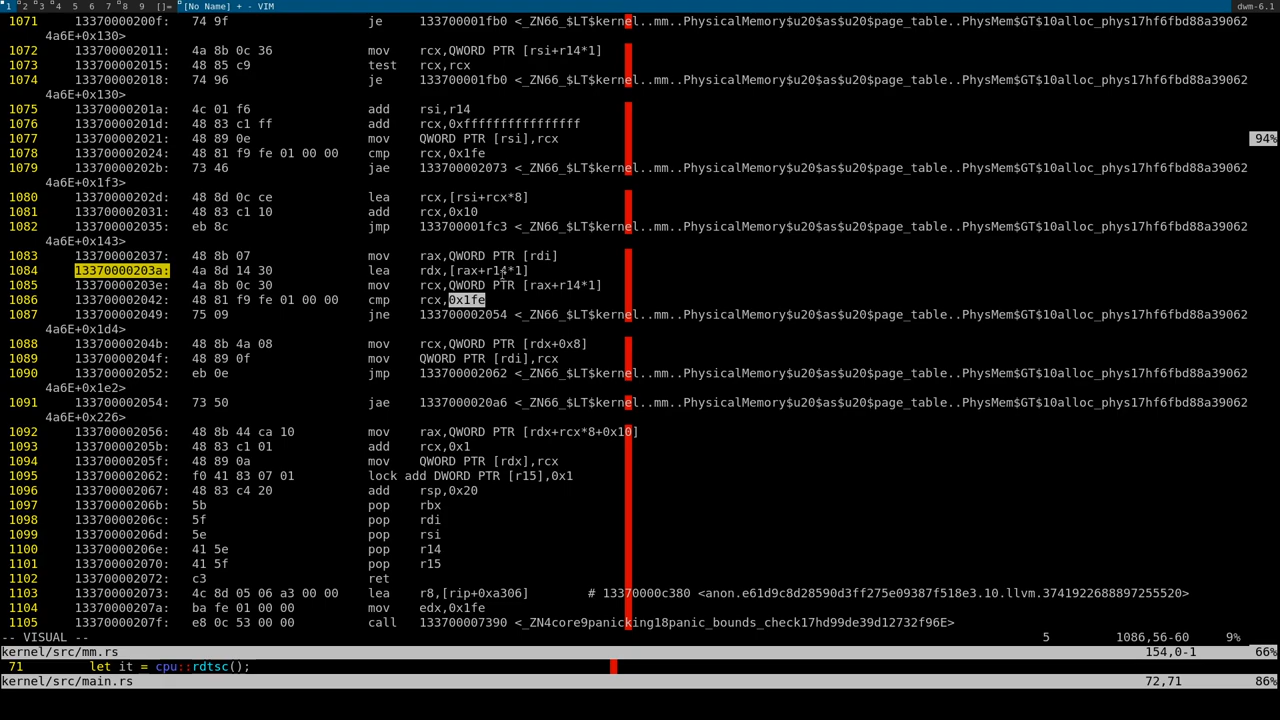 1 2 3 4 5 6 7 8 9 []= [No Name] + - VIM dwm-6.1
1071 13370000200f: 74 9f je 133700001fb0 <_ZN66_$LT$kernel..mm..PhysicalMemory$u20$as$u20$page_table..PhysMem$GT$10alloc_phys17hf6fbd88a39062
4a6E+0x130>
1072 133700002011: 4a 8b 0c 36 mov rcx,QWORD PTR [rsi+r14*1]
1073 133700002015: 48 85 c9 test rcx,rcx
1074 133700002018: 74 96 je 133700001fb0 <_ZN66_$LT$kernel..mm..PhysicalMemory$u20$as$u20$page_table..PhysMem$GT$10alloc_phys17hf6fbd88a39062
4a6E+0x130>
1075 13370000201a: 4c 01 f6 add rsi,r14
1076 13370000201d: 48 83 c1 ff add rcx,0xffffffffffffffff
1077 133700002021: 48 89 0e mov QWORD PTR [rsi],rcx
94%
1078 133700002024: 48 81 f9 fe 01 00 00 cmp rcx,0x1fe
1079 13370000202b: 73 46 jae 133700002073 <_ZN66_$LT$kernel..mm..PhysicalMemory$u20$as$u20$page_table..PhysMem$GT$10alloc_phys17hf6fbd88a39062
4a6E+0x1f3>
1080 13370000202d: 48 8d 0c ce lea rcx,[rsi+rcx*8]
1081 133700002031: 48 83 c1 10 add rcx,0x10
1082 133700002035: eb 8c jmp 133700001fc3 <_ZN66_$LT$kernel..mm..PhysicalMemory$u20$as$u20$page_table..PhysMem$GT$10alloc_phys17hf6fbd88a39062
4a6E+0x143>
1083 133700002037: 48 8b 07 mov rax,QWORD PTR [rdi]
1084 13370000203a: 4a 8d 14 30 lea rdx,[rax+r14*1]
1085 13370000203e: 4a 8b 0c 30 mov rcx,QWORD PTR [rax+r14*1]
1086 133700002042: 48 81 f9 fe 01 00 00 cmp rcx,0x1fe
1087 133700002049: 75 09 jne 133700002054 <_ZN66_$LT$kernel..mm..PhysicalMemory$u20$as$u20$page_table..PhysMem$GT$10alloc_phys17hf6fbd88a39062
4a6E+0x1d4>
1088 13370000204b: 48 8b 4a 08 mov rcx,QWORD PTR [rdx+0x8]
1089 13370000204f: 48 89 0f mov QWORD PTR [rdi],rcx
1090 133700002052: eb 0e jmp 133700002062 <_ZN66_$LT$kernel..mm..PhysicalMemory$u20$as$u20$page_table..PhysMem$GT$10alloc_phys17hf6fbd88a39062
4a6E+0x1e2>
1091 133700002054: 73 50 jae 1337000020a6 <_ZN66_$LT$kernel..mm..PhysicalMemory$u20$as$u20$page_table..PhysMem$GT$10alloc_phys17hf6fbd88a39062
4a6E+0x226>
1092 133700002056: 48 8b 44 ca 10 mov rax,QWORD PTR [rdx+rcx*8+0x10]
1093 13370000205b: 48 83 c1 01 add rcx,0x1
1094 13370000205f: 48 89 0a mov QWORD PTR [rdx],rcx
1095 133700002062: f0 41 83 07 01 lock add DWORD PTR [r15],0x1
1096 133700002067: 48 83 c4 20 add rsp,0x20
1097 13370000206b: 5b pop rbx
1098 13370000206c: 5f pop rdi
1099 13370000206d: 5e pop rsi
1100 13370000206e: 41 5e pop r14
1101 133700002070: 41 5f pop r15
1102 133700002072: c3 ret
1103 133700002073: 4c 8d 05 06 a3 00 00 lea r8,[rip+0xa306] # 13370000c380 <anon.e61d9c8d28590d3ff275e09387f518e3.10.llvm.3741922688897255520>
1104 13370000207a: ba fe 01 00 00 mov edx,0x1fe
1105 13370000207f: e8 0c 53 00 00 call 133700007390 <_ZN4core9panicking18panic_bounds_check17hd99de39d12732f96E>
-- VISUAL -- 5 1086,56-60 9%
kernel/src/mm.rs 154,0-1 66%
71 let it = cpu::rdtsc();
kernel/src/main.rs 72,71 86%